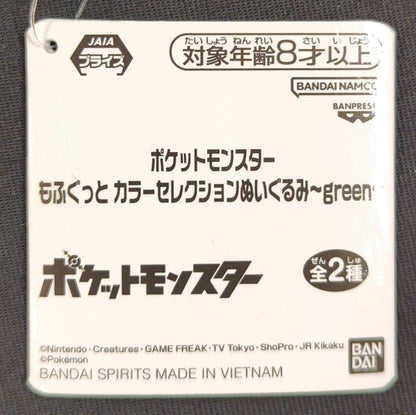 JAIA
プライズ
たいしょうねんれい さい いじょう
対象年齢8才以上
BANDAI NAMCO
BANPRES
ポケットモンスター
もふぐっと カラーセレクションぬいぐるみ～green
ポケットモンスター
ぜん しゅ
全2種
©Nintendo・Creatures・GAME FREAK・TV Tokyo・ShoPro・JR Kikaku
©Pokémon
BANDAI SPIRITS MADE IN VIETNAM
BAN
DAI